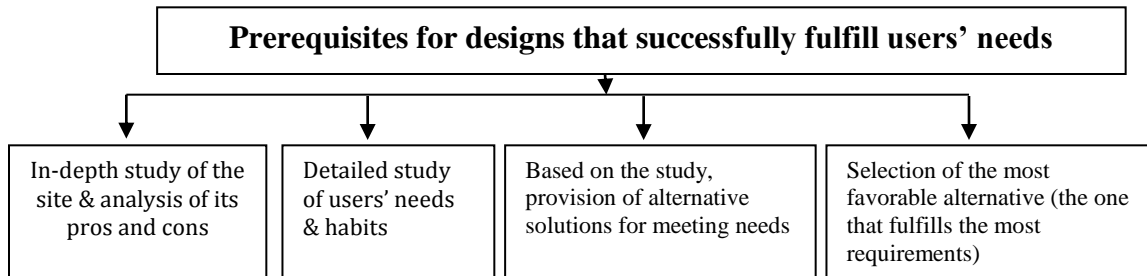 Prerequisites for designs that successfully fulfill users’ needs
In-depth study of the
site & analysis of its
pros and cons
Detailed study
of users’ needs
& habits
Based on the study,
provision of alternative
solutions for meeting needs
Selection of the most
favorable alternative (the one
that fulfills the most
requirements)